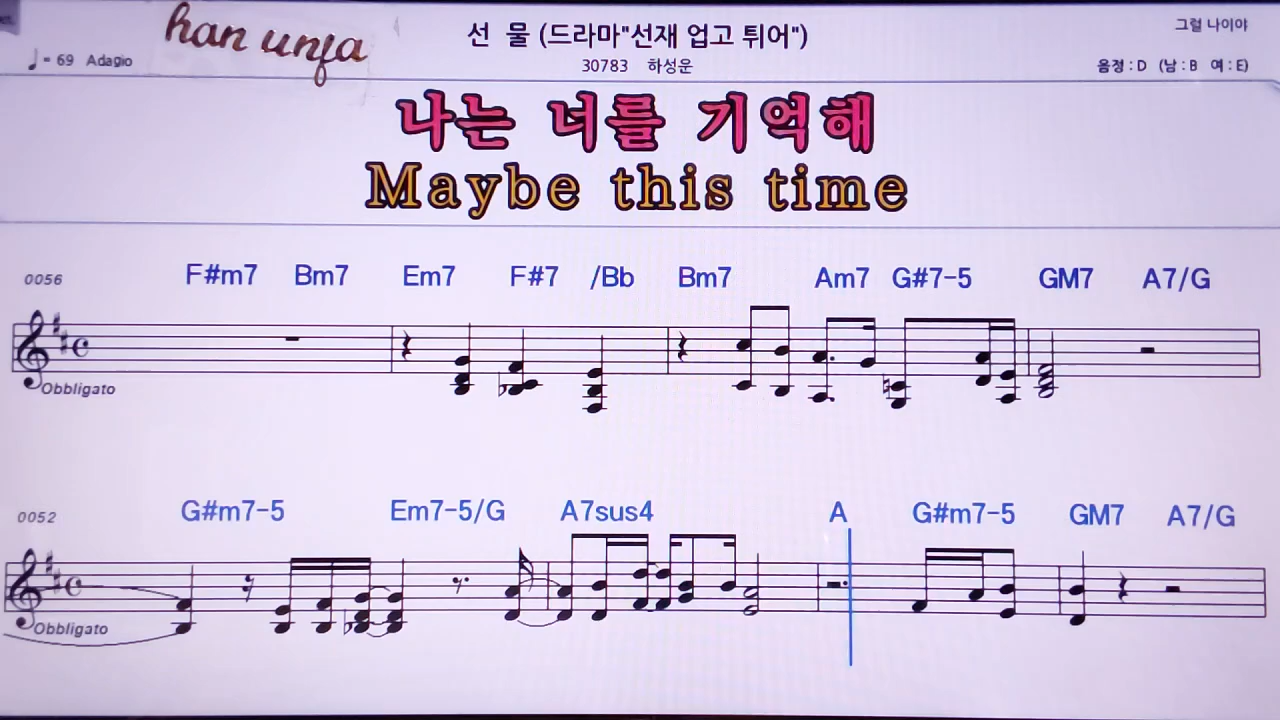 han unja
선 물 (드라마"선재 업고 튀어")
그럴 나이야
♩= 69 Adagio
30783 하성운
음정 : D (남 : B 여 : E)
나는 너를 기억해
Maybe this time
0056 F#m7 Bm7 Em7 F#7 /Bb Bm7 Am7 G#7-5 GM7 A7/G
Obbligato
0052 G#m7-5 Em7-5/G A7sus4 A G#m7-5 GM7 A7/G
Obbligato